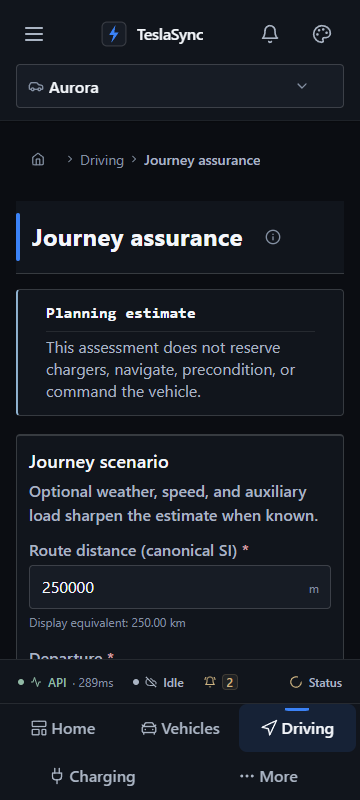 TeslaSync
Aurora
Driving
Journey assurance
Journey assurance
Planning estimate
This assessment does not reserve
chargers, navigate, precondition, or
command the vehicle.
Journey scenario
Optional weather, speed, and auxiliary
load sharpen the estimate when known.
Route distance (canonical SI) *
250000 m
Display equivalent: 250.00 km
Departure *
API · 289ms Idle 2 Status
Home Vehicles Driving
Charging More